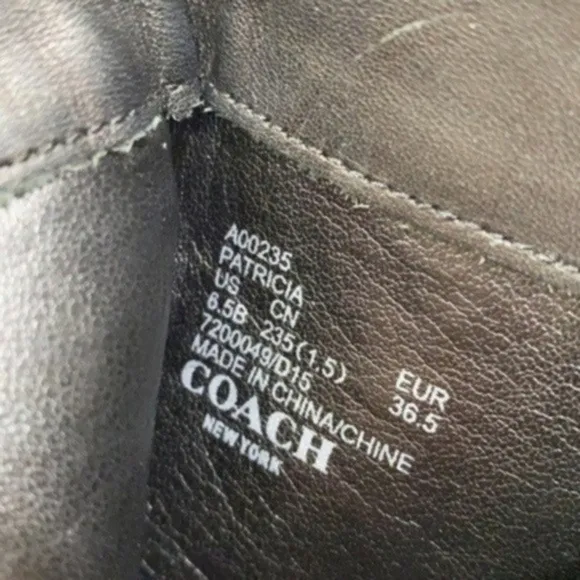 A00235
PATRICIA
US CN EUR
6.5B 235(1.5) 36.5
7200049/D15
MADE IN CHINA/CHINE
COACH
NEW YORK